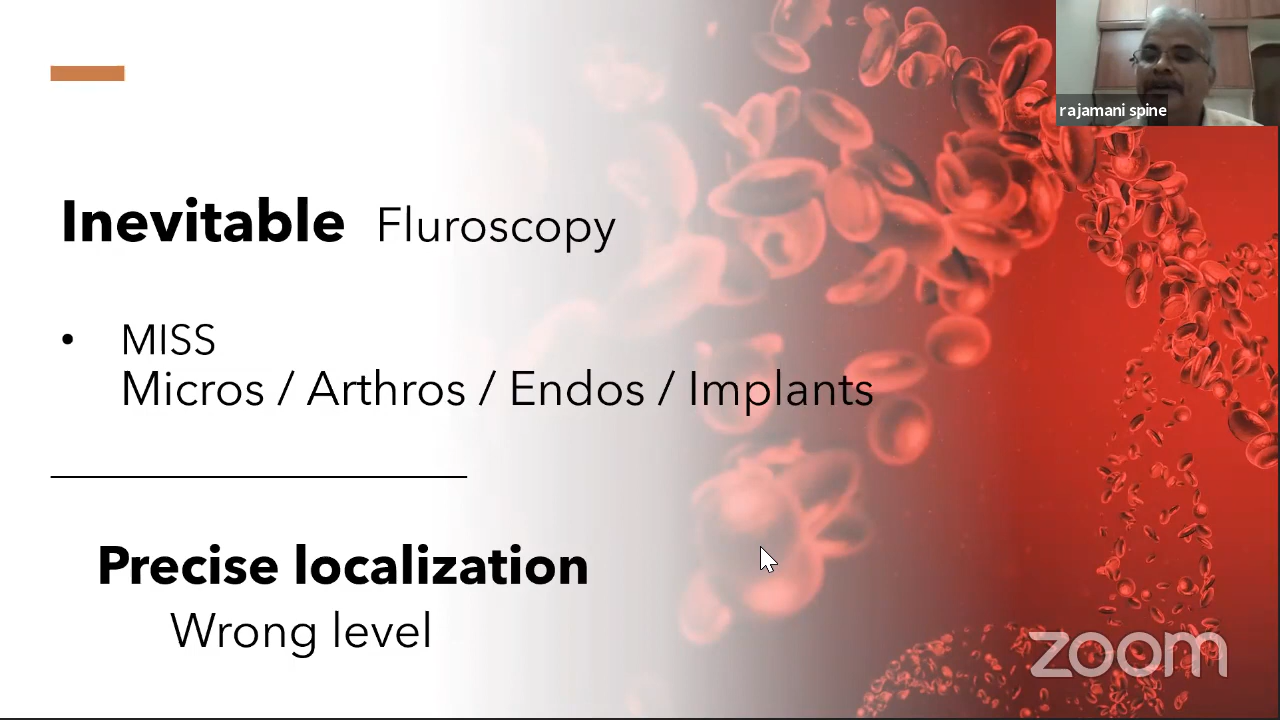 rajamani spine
Inevitable Fluroscopy
• MISS
Micros / Arthros / Endos / Implants
Precise localization
Wrong level
zoom